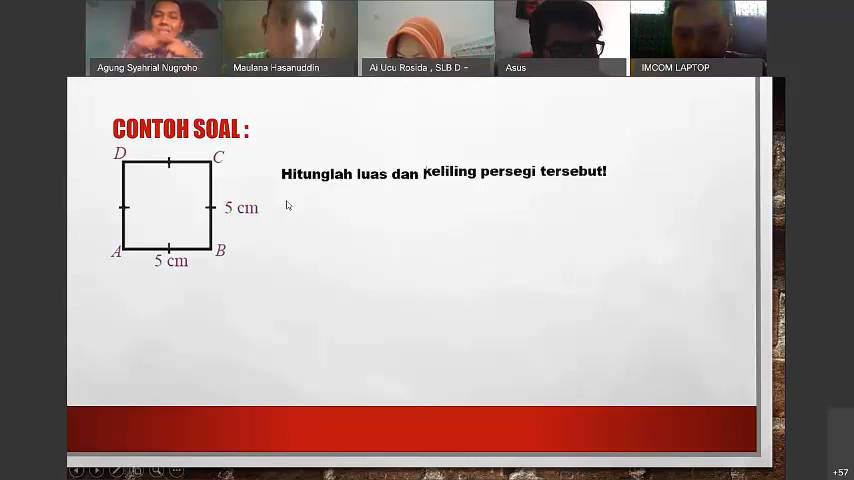 Agung Syahrial Nugroho
Maulana Hasanuddin
Ai Ucu Rosida , SLB D -
Asus
IMCOM LAPTOP
CONTOH SOAL :
D
C
Hitunglah luas dan keliling persegi tersebut!
5 cm
A
B
5 cm
+57